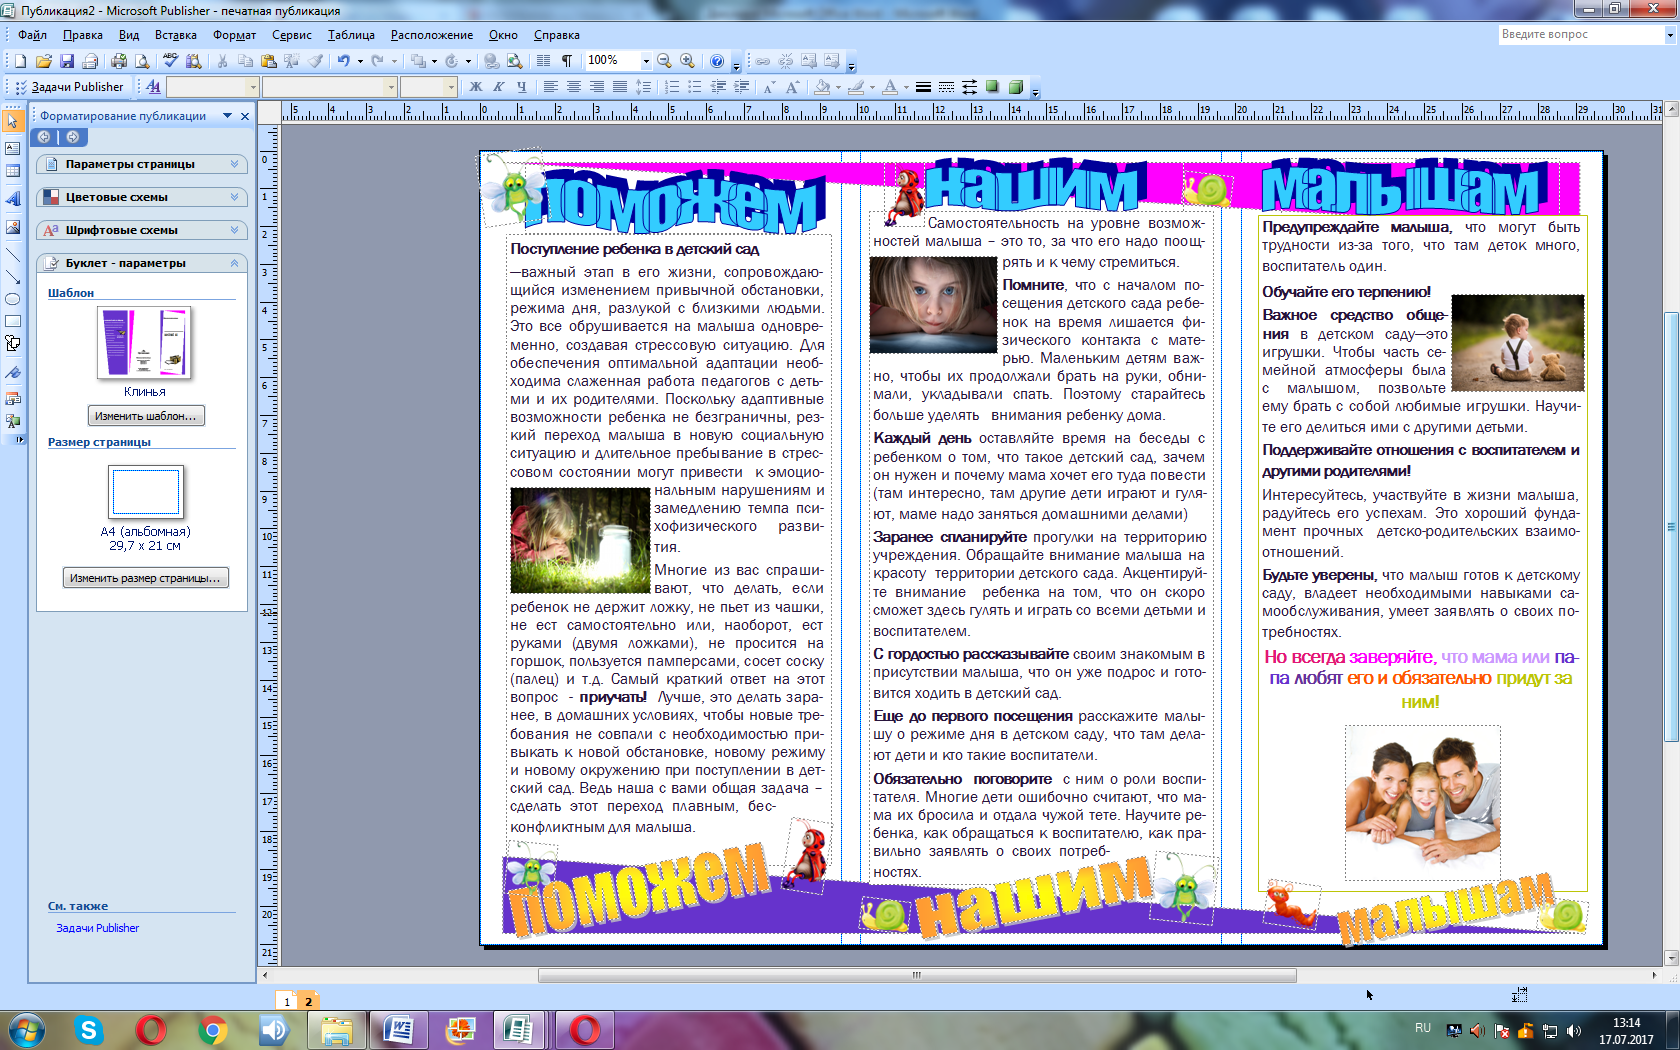 Публикация2 - Microsoft Publisher - печатная публикация
Файл Правка Вид Вставка Формат Сервис Таблица Расположение Окно Справка
Введите вопрос
100%
Задачи Publisher
Ж К Ч
Форматирование публикации
Параметры страницы
Цветовые схемы
Шрифтовые схемы
Буклет - параметры
Шаблон
Клинья
Изменить шаблон...
Размер страницы
A4 (альбомная)
29,7 x 21 см
Изменить размер страницы...
См. также
Задачи Publisher
поможем
Поступление ребенка в детский сад
—важный этап в его жизни, сопровождаю-
щийся изменением привычной обстановки,
режима дня, разлукой с близкими людьми.
Это все обрушивается на малыша одновре-
менно, создавая стрессовую ситуацию. Для
обеспечения оптимальной адаптации необ-
ходима слаженная работа педагогов с деть-
ми и их родителями. Поскольку адаптивные
возможности ребенка не безграничны, рез-
кий переход малыша в новую социальную
ситуацию и длительное пребывание в стрес-
совом состоянии могут привести к эмоцио-
нальным нарушениям и
замедлению темпа пси-
хофизического разви-
тия.
Многие из вас спраши-
вают, что делать, если
ребенок не держит ложку, не пьет из чашки,
не ест самостоятельно или, наоборот, ест
руками (двумя ложками), не просится на
горшок, пользуется памперсами, сосет соску
(палец) и т.д. Самый краткий ответ на этот
вопрос - приучать! Лучше, это делать зара-
нее, в домашних условиях, чтобы новые тре-
бования не совпали с необходимостью при-
выкать к новой обстановке, новому режиму
и новому окружению при поступлении в дет-
ский сад. Ведь наша с вами общая задача –
сделать этот переход плавным, бес-
конфликтным для малыша.
поможем
нашим
Самостоятельность на уровне возмож-
ностей малыша – это то, за что его надо поощ-
рять и к чему стремиться.
Помните, что с началом по-
сещения детского сада ребе-
нок на время лишается фи-
зического контакта с мате-
рью. Маленьким детям важ-
но, чтобы их продолжали брать на руки, обни-
мали, укладывали спать. Поэтому старайтесь
больше уделять внимания ребенку дома.
Каждый день оставляйте время на беседы с
ребенком о том, что такое детский сад, зачем
он нужен и почему мама хочет его туда повести
(там интересно, там другие дети играют и гуля-
ют, маме надо заняться домашними делами)
Заранее спланируйте прогулки на территорию
учреждения. Обращайте внимание малыша на
красоту территории детского сада. Акцентируй-
те внимание ребенка на том, что он скоро
сможет здесь гулять и играть со всеми детьми и
воспитателем.
С гордостью рассказывайте своим знакомым в
присутствии малыша, что он уже подрос и гото-
вится ходить в детский сад.
Еще до первого посещения расскажите малы-
шу о режиме дня в детском саду, что там дела-
ют дети и кто такие воспитатели.
Обязательно поговорите с ним о роли воспи-
тателя. Многие дети ошибочно считают, что ма-
ма их бросила и отдала чужой тете. Научите ре-
бенка, как обращаться к воспитателю, как пра-
вильно заявлять о своих потреб-
ностях.
нашим
малышам
Предупреждайте малыша, что могут быть
трудности из-за того, что там деток много,
воспитатель один.
Обучайте его терпению!
Важное средство обще-
ния в детском саду—это
игрушки. Чтобы часть се-
мейной атмосферы была
с малышом, позвольте
ему брать с собой любимые игрушки. Научи-
те его делиться ими с другими детьми.
Поддерживайте отношения с воспитателем и
другими родителями!
Интересуйтесь, участвуйте в жизни малыша,
радуйтесь его успехам. Это хороший фунда-
мент прочных детско-родительских взаимо-
отношений.
Будьте уверены, что малыш готов к детскому
саду, владеет необходимыми навыками са-
мообслуживания, умеет заявлять о своих по-
требностях.
Но всегда заверяйте, что мама или па-
па любят его и обязательно придут за
ним!
малышам
1 2
RU
13:14
17.07.2017